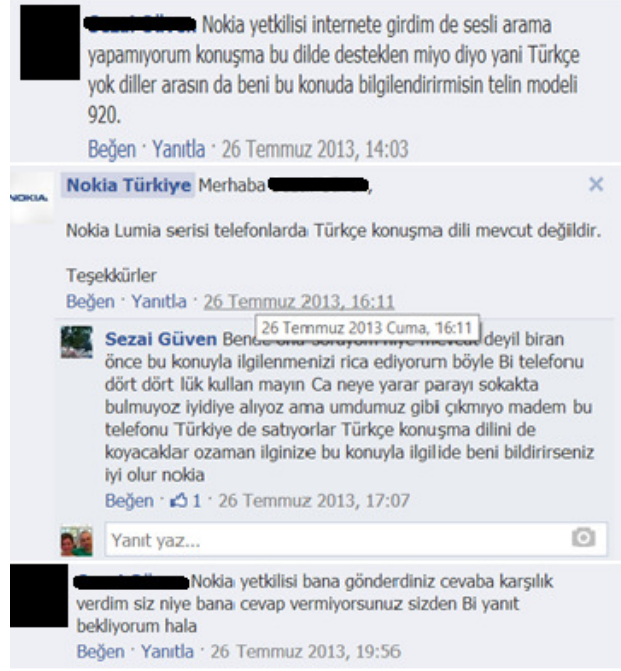 Nokia yetkilisi internete girdim de sesli arama
yapamıyorum konuşma bu dilde desteklen miyo diyo yani Türkçe
yok diller arasın da beni bu konuda bilgilendirirmisin telin modeli
920.
Beğen · Yanıtla · 26 Temmuz 2013, 14:03
NOKIA
Nokia Türkiye Merhaba
Nokia Lumia serisi telefonlarda Türkçe konuşma dili mevcut değildir.
Teşekkürler
Beğen · Yanıtla · 26 Temmuz 2013, 16:11
26 Temmuz 2013 Cuma, 16:11
Sezai Güven Bende onu soruyom niye mevcut deyil biran
önce bu konuyla ilgilenmenizi rica ediyorum böyle Bi telefonu
dört dört lük kullan mayın Ca neye yarar parayı sokakta
bulmuyoz iyidiye alıyoz ama umdumuz gibi çıkmıyo madem bu
telefonu Türkiye de satıyorlar Türkçe konuşma dilini de
koyacaklar ozaman ilginize bu konuyla ilgilide beni bildirirseniz
iyi olur nokia
Beğen · 1 · 26 Temmuz 2013, 17:07
Yanıt yaz...
Nokia yetkilisi bana gönderdiniz cevaba karşılık
verdim siz niye bana cevap vermiyorsunuz sizden Bi yanıt
bekliyorum hala
Beğen · Yanıtla · 26 Temmuz 2013, 19:56